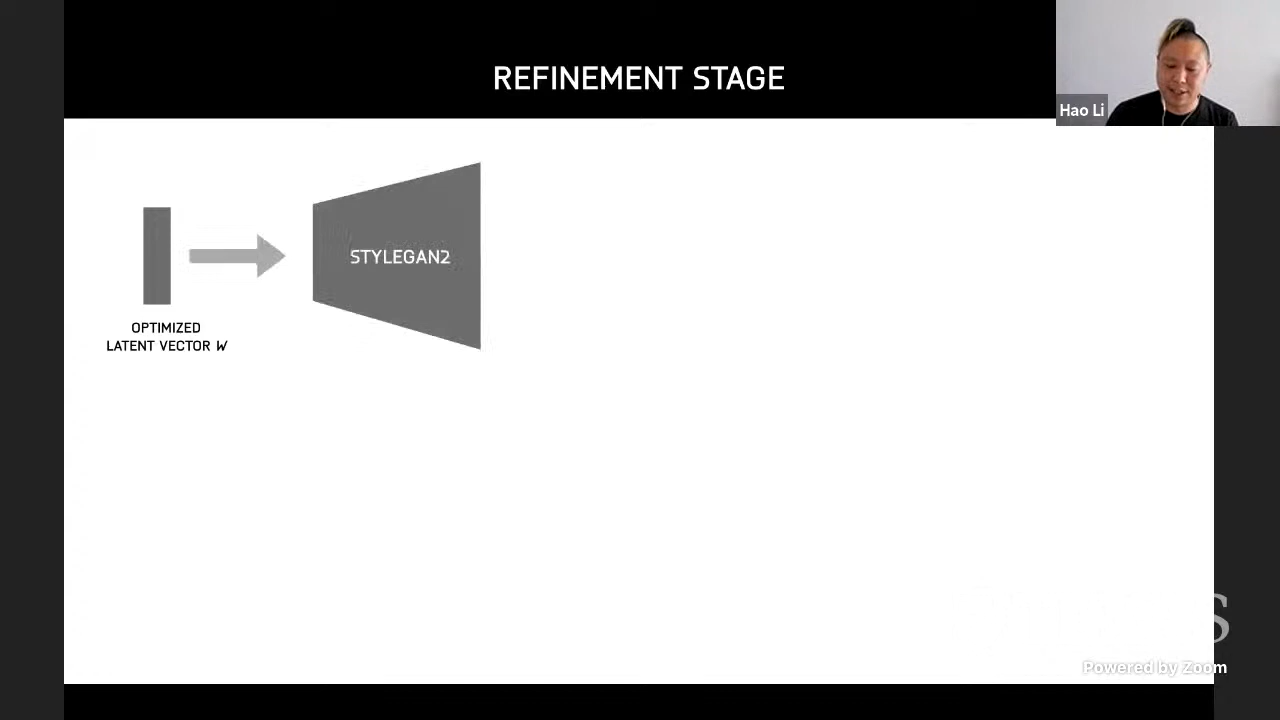 REFINEMENT STAGE
Hao Li
STYLEGAN2
OPTIMIZED
LATENT VECTOR W
S
Powered by Zoom